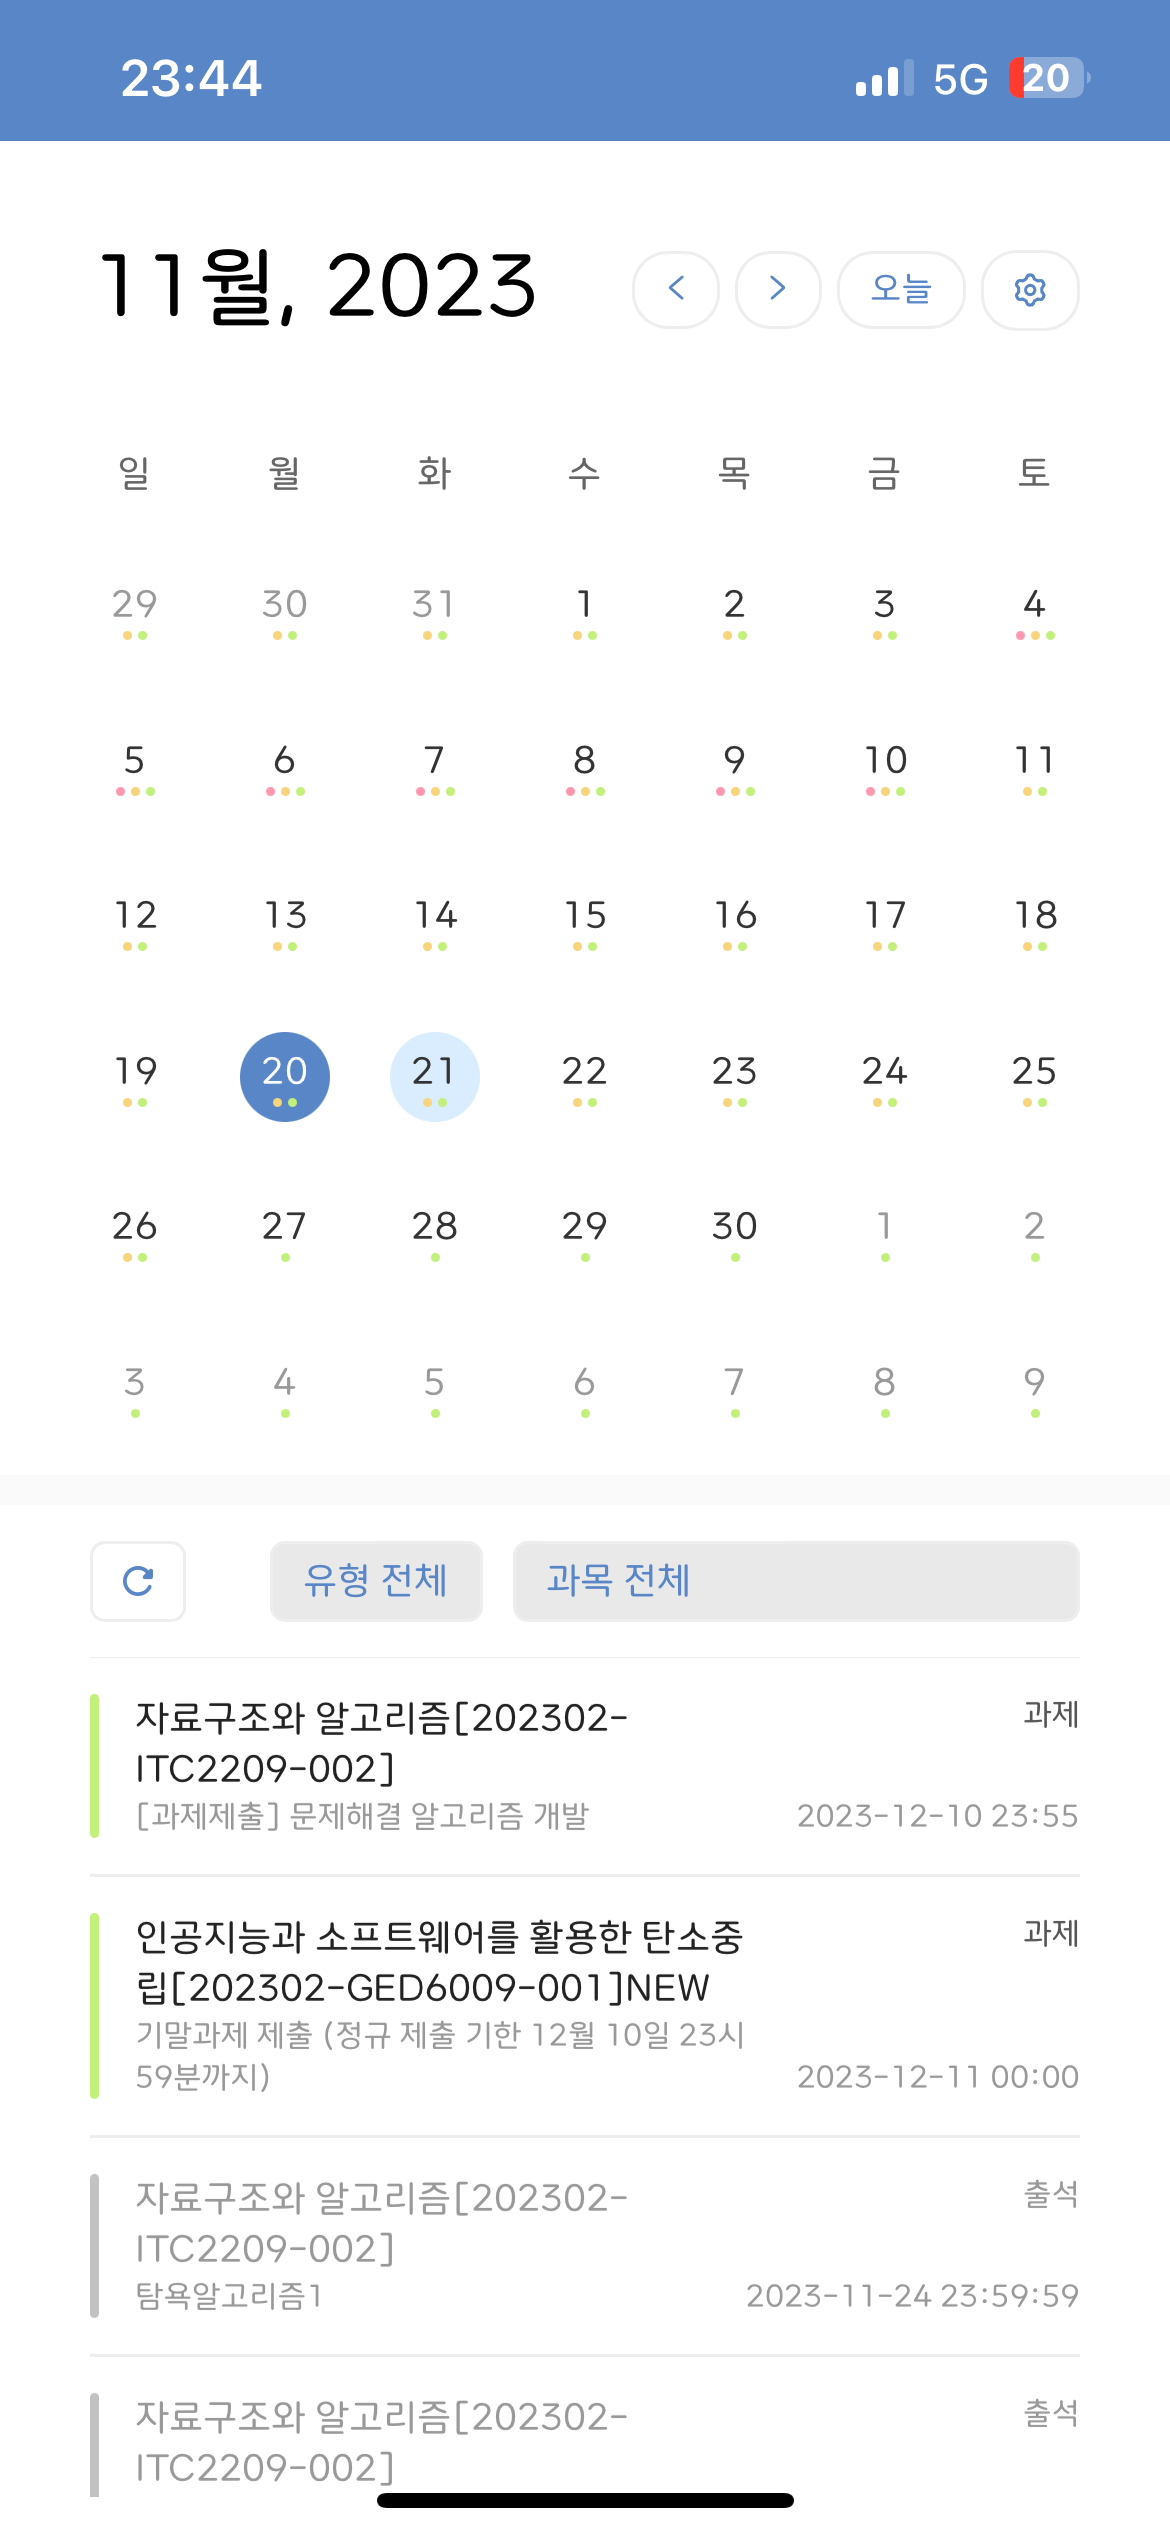 23:44 5G 20
11월, 2023 오늘
일 월 화 수 목 금 토
29 30 31 1 2 3 4
5 6 7 8 9 10 11
12 13 14 15 16 17 18
19 20 21 22 23 24 25
26 27 28 29 30 1 2
3 4 5 6 7 8 9
유형 전체 과목 전체
자료구조와 알고리즘[202302- 과제
ITC2209-002]
[과제제출] 문제해결 알고리즘 개발 2023-12-10 23:55
인공지능과 소프트웨어를 활용한 탄소중 과제
립[202302-GED6009-001]NEW
기말과제 제출 (정규 제출 기한 12월 10일 23시
59분까지) 2023-12-11 00:00
자료구조와 알고리즘[202302- 출석
ITC2209-002]
탐욕알고리즘1 2023-11-24 23:59:59
자료구조와 알고리즘[202302- 출석
ITC2209-002]